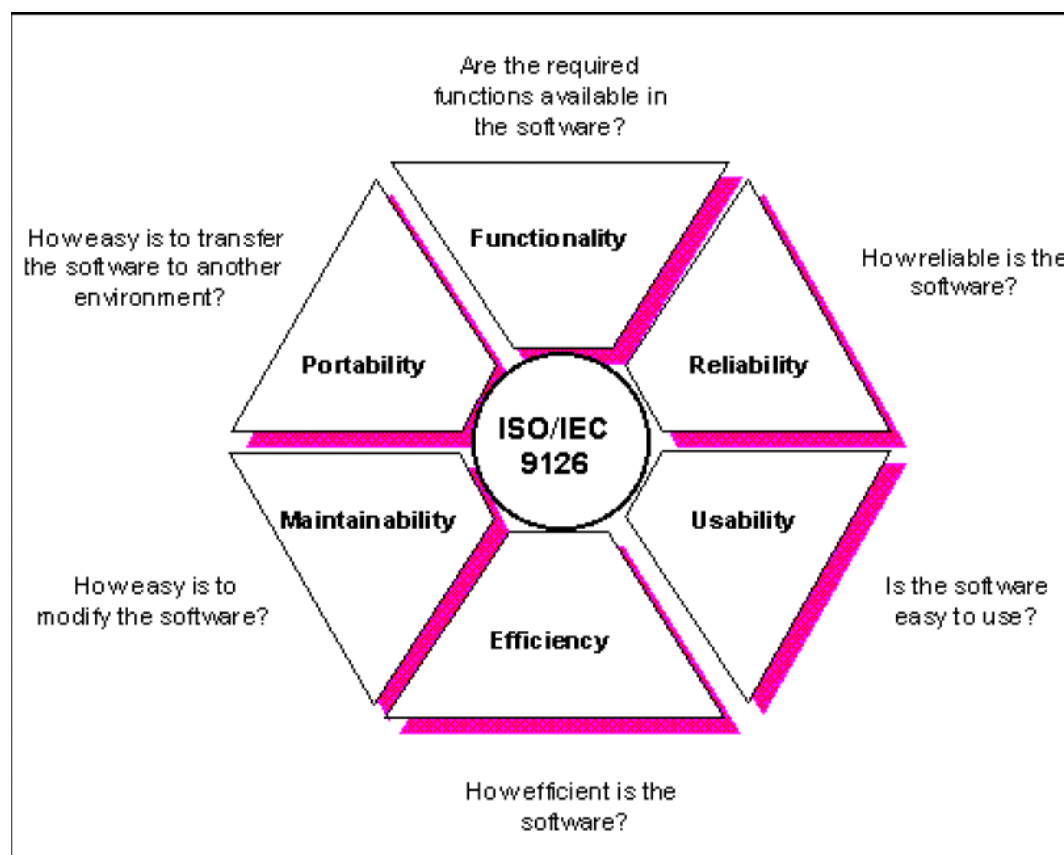 Are the required
functions available in
the software?
Functionality
How easy is to transfer
the software to another
environment?
How reliable is the
software?
Portability
Reliability
ISO/IEC
9126
Maintainability
Usability
How easy is to
modify the software?
Is the software
easy to use?
Efficiency
How efficient is the
software?